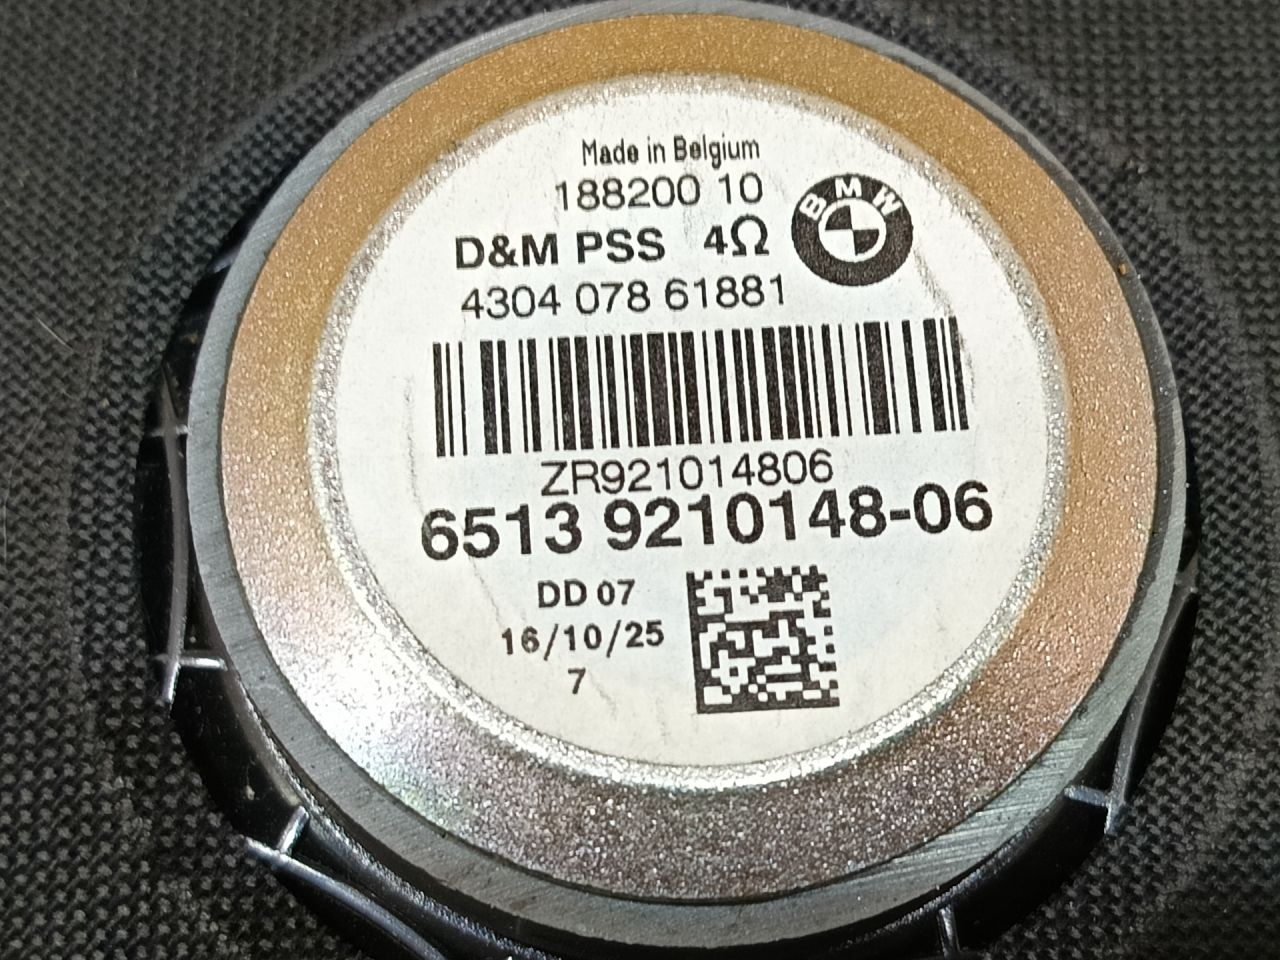 Made in Belgium
188200 10
BMW
D&M PSS 4Ω
4304 078 61881
ZR921014806
6513 9210148-06
DD 07
16/10/25
7